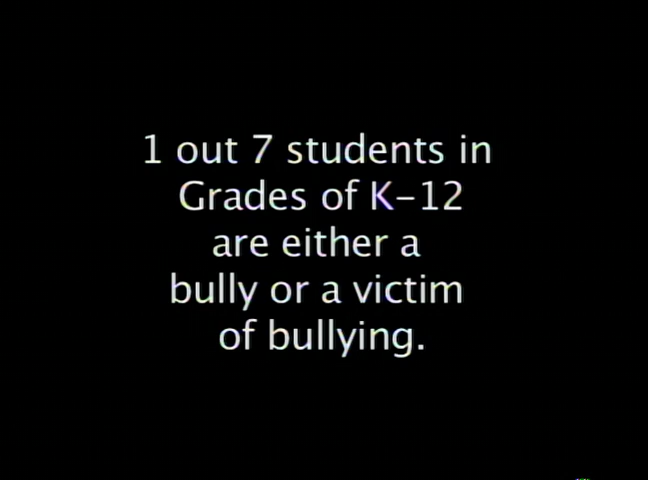 1 out 7 students in
Grades of K-12
are either a
bully or a victim
of bullying.